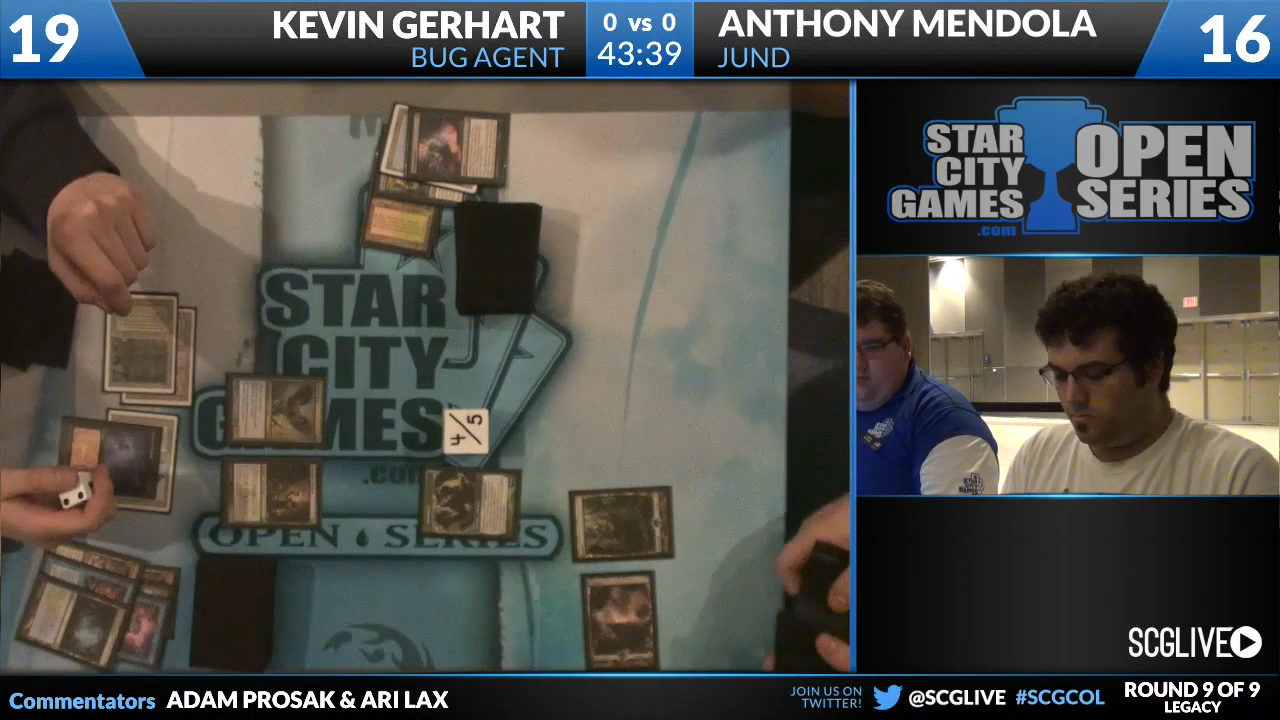 19
KEVIN GERHART
BUG AGENT
0 vs 0
43:39
ANTHONY MENDOLA
JUND
16
STAR
CITY
GAMES
.com
OPEN
SERIES
STAR
CITY
GAMES
.com
OPEN SERIES
4/5
SCGLIVE
Commentators ADAM PROSAK & ARI LAX
JOIN US ON
TWITTER!
@SCGLIVE #SCGCOL
ROUND 9 OF 9
LEGACY